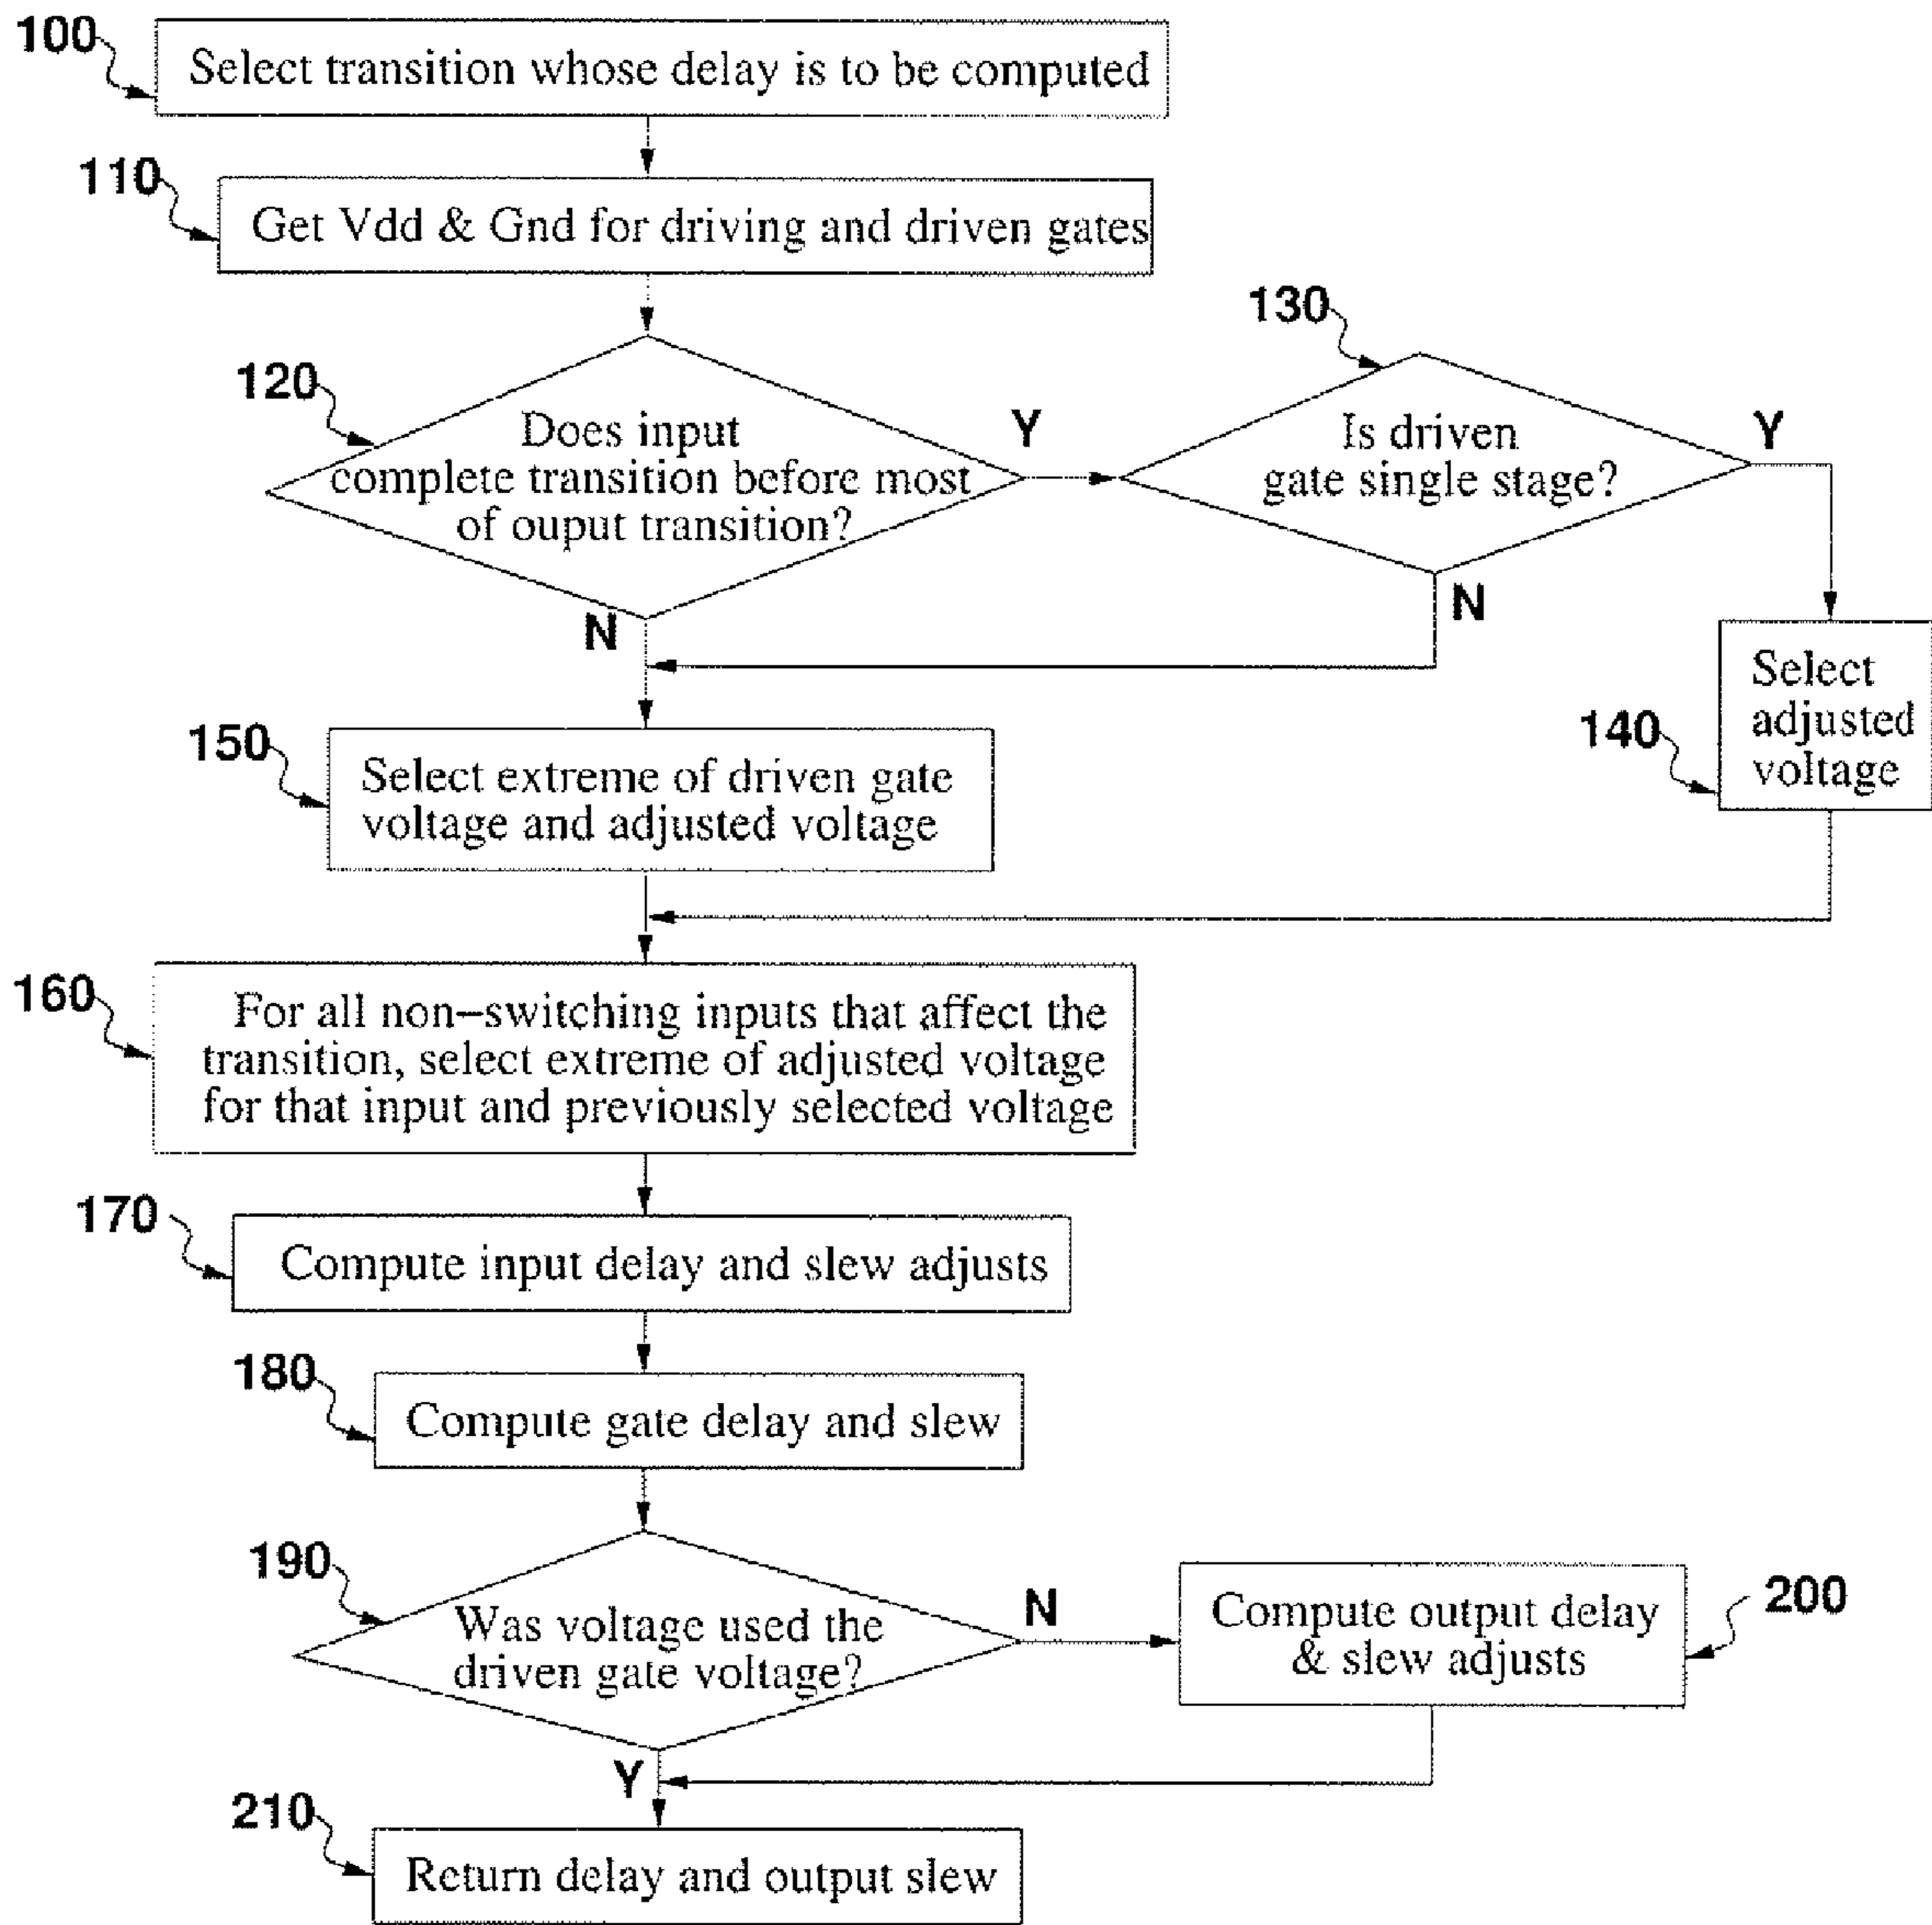 100
Select transition whose delay is to be computed
110
Get Vdd & Gnd for driving and driven gates
120
Does input
complete transition before most
of ouput transition?
Y
N
130
Is driven
gate single stage?
Y
N
140
Select
adjusted
voltage
150
Select extreme of driven gate
voltage and adjusted voltage
160
For all non-switching inputs that affect the
transition, select extreme of adjusted voltage
for that input and previously selected voltage
170
Compute input delay and slew adjusts
180
Compute gate delay and slew
190
Was voltage used the
driven gate voltage?
N
Y
200
Compute output delay
& slew adjusts
210
Return delay and output slew